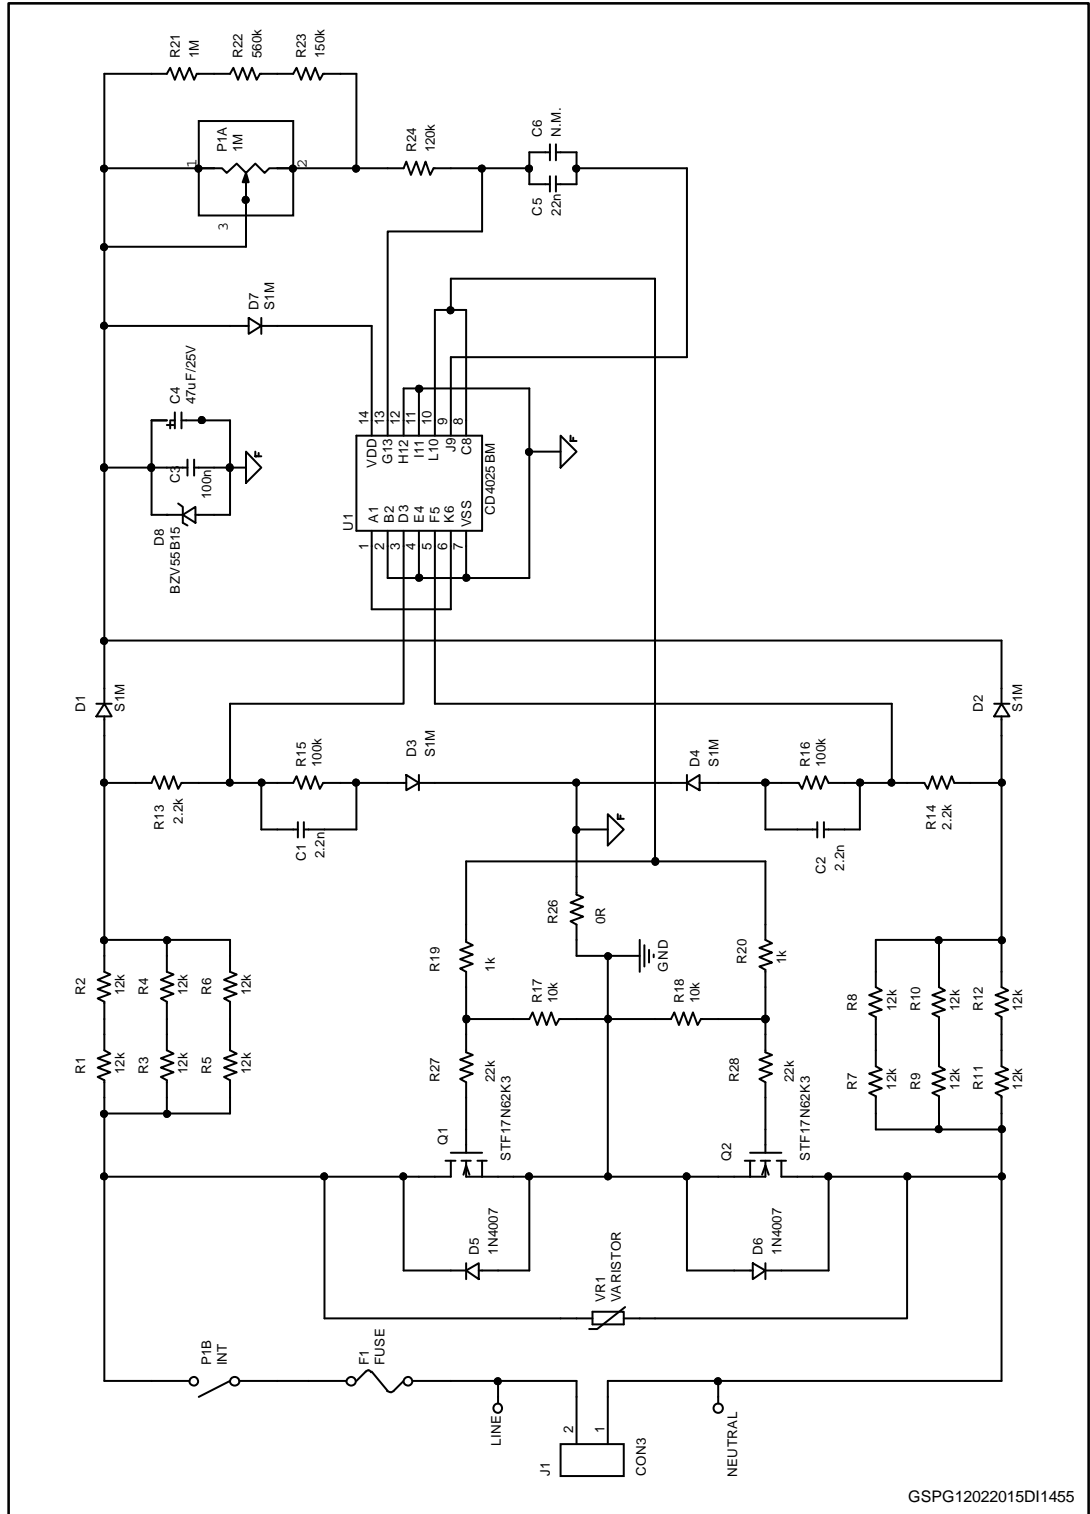 R21
1M
R22
560k
R23
150k
P1A
1M
1
2
3
R24
120k
C6
N.M.
C5
22n
D7
S1M
C4
47uF/25V
C3
100n
D8
BZV55B15
F
14
13
12
11
10
9
8
VDD
G13
H12
I11
L10
J9
C8
CD4025BM
U1
A1
B2
D3
E4
F5
K6
VSS
1
2
3
4
5
6
7
F
D1
S1M
D2
S1M
R13
2.2k
R15
100k
C1
2.2n
D3
S1M
D4
S1M
R16
100k
C2
2.2n
R14
2.2k
F
R26
0R
GND
R19
1k
R20
1k
R17
10k
R18
10k
R27
22k
R28
22k
R2
12k
R4
12k
R6
12k
R1
12k
R3
12k
R5
12k
R8
12k
R10
12k
R12
12k
R7
12k
R9
12k
R11
12k
Q1
STF17N62K3
Q2
STF17N62K3
D5
1N4007
D6
1N4007
VR1
VARISTOR
P1B
INT
F1
FUSE
LINE
NEUTRAL
J1
2
1
CON3
GSPG12022015DI1455